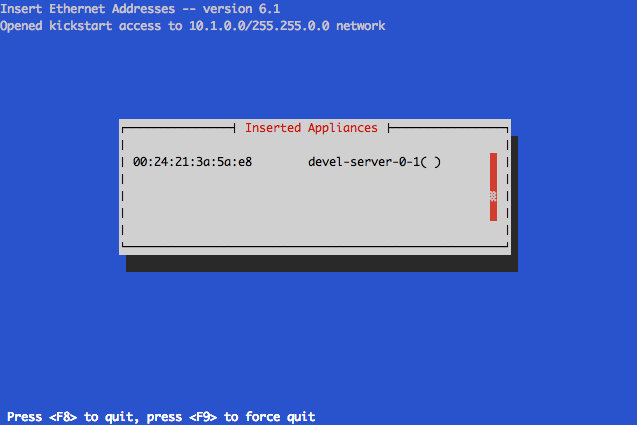 Insert Ethernet Addresses -- version 6.1
Opened kickstart access to 10.1.0.0/255.255.0.0 network
Inserted Appliances
00:24:21:3a:5a:e8 devel-server-0-1( )
Press <F8> to quit, press <F9> to force quit